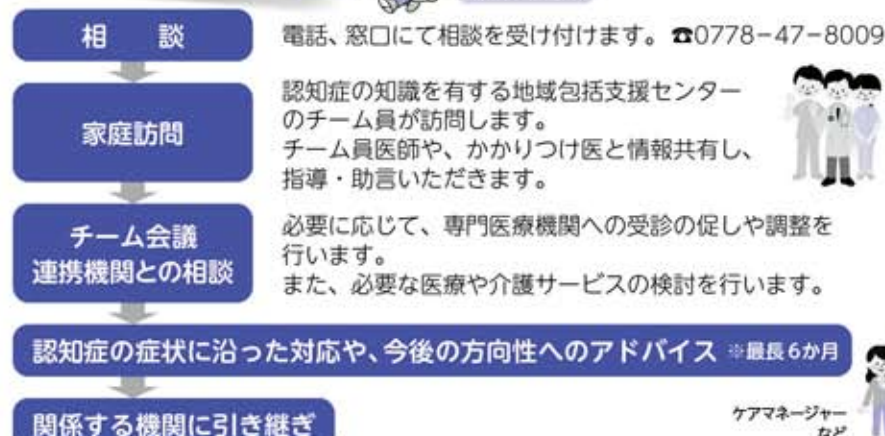 相　談
電話、窓口にて相談を受け付けます。☎0778-47-8009
家庭訪問
認知症の知識を有する地域包括支援センター
のチーム員が訪問します。
チーム員医師や、かかりつけ医と情報共有し、
指導・助言いただきます。
チーム会議
連携機関との相談
必要に応じて、専門医療機関への受診の促しや調整を
行います。
また、必要な医療や介護サービスの検討を行います。
認知症の症状に沿った対応や、今後の方向性へのアドバイス ※最長6か月
関係する機関に引き継ぎ
ケアマネージャー
など